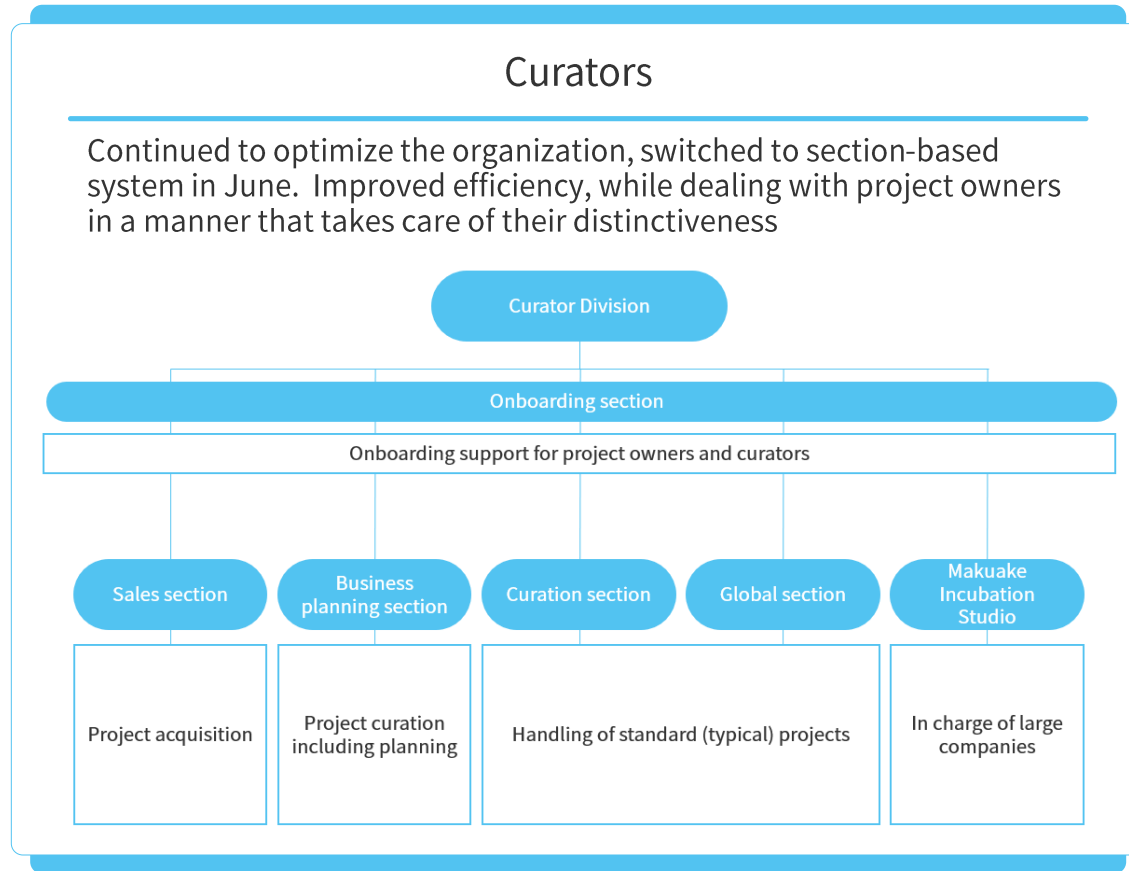 Curators
Continued to optimize the organization, switched to section-based
system in June.  Improved efficiency, while dealing with project owners
in a manner that takes care of their distinctiveness
Curator Division
Onboarding section
Onboarding support for project owners and curators
Sales section
Business
planning section
Curation section
Global section
Makuake
Incubation
Studio
Project acquisition
Project curation
including planning
Handling of standard (typical) projects
In charge of large
companies